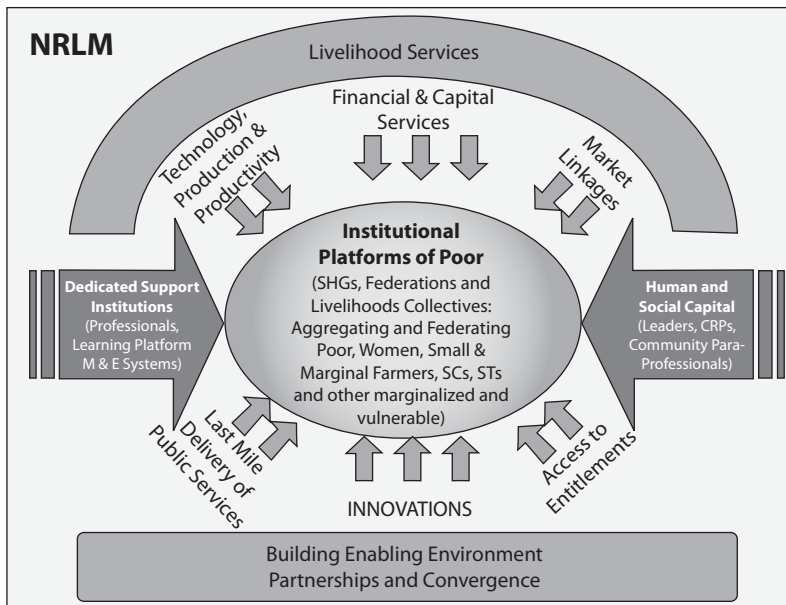 NRLM
Livelihood Services
Financial & Capital
Services
Technology,
Production &
Productivity
Market
Linkages
Institutional
Platforms of Poor
(SHGs, Federations and
Livelihoods Collectives:
Aggregating and Federating
Poor, Women, Small &
Marginal Farmers, SCs, STs
and other marginalized and
vulnerable)
Dedicated Support
Institutions
(Professionals,
Learning Platform
M & E Systems)
Human and
Social Capital
(Leaders, CRPs,
Community Para-
Professionals)
Last Mile
Delivery of
Public Services
INNOVATIONS
Access to
Entitlements
Building Enabling Environment
Partnerships and Convergence